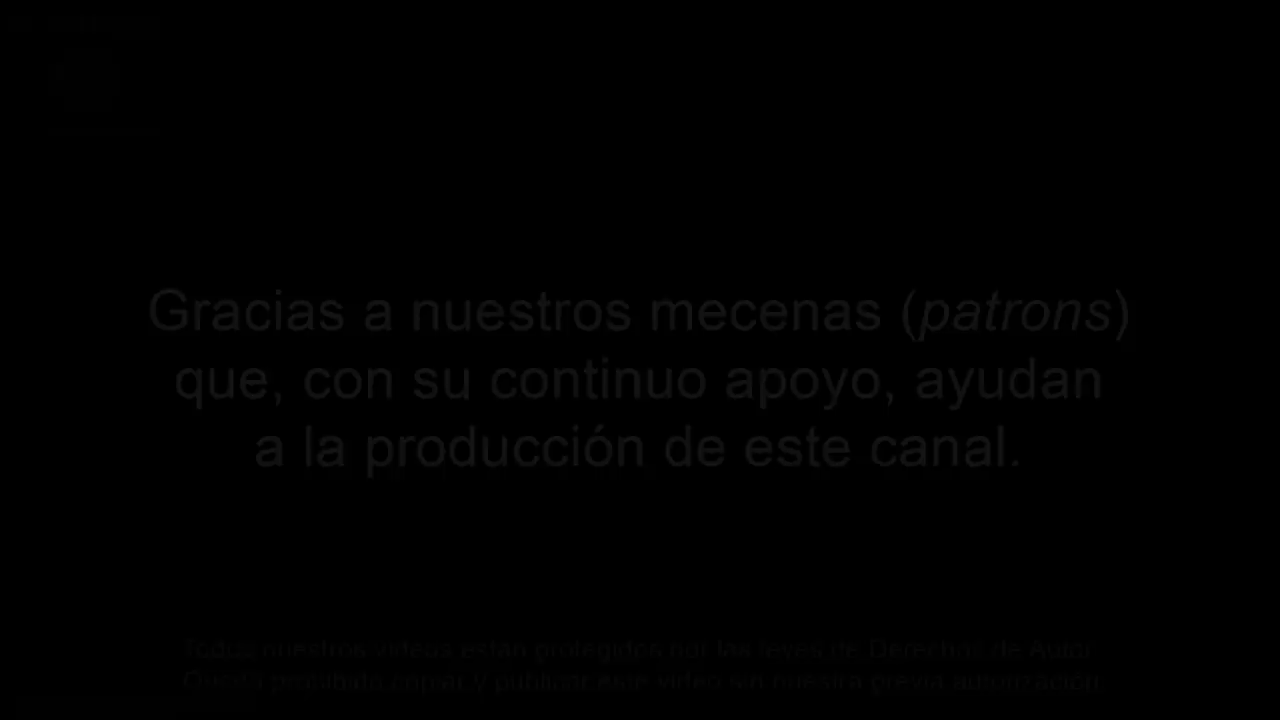 Gracias a nuestros mecenas (patrons)
que, con su continuo apoyo, ayudan
a la producción de este canal.
Todos nuestros videos están protegidos por las leyes de Derechos de Autor.
Queda prohibido copiar y publicar este video sin nuestra previa autorización.